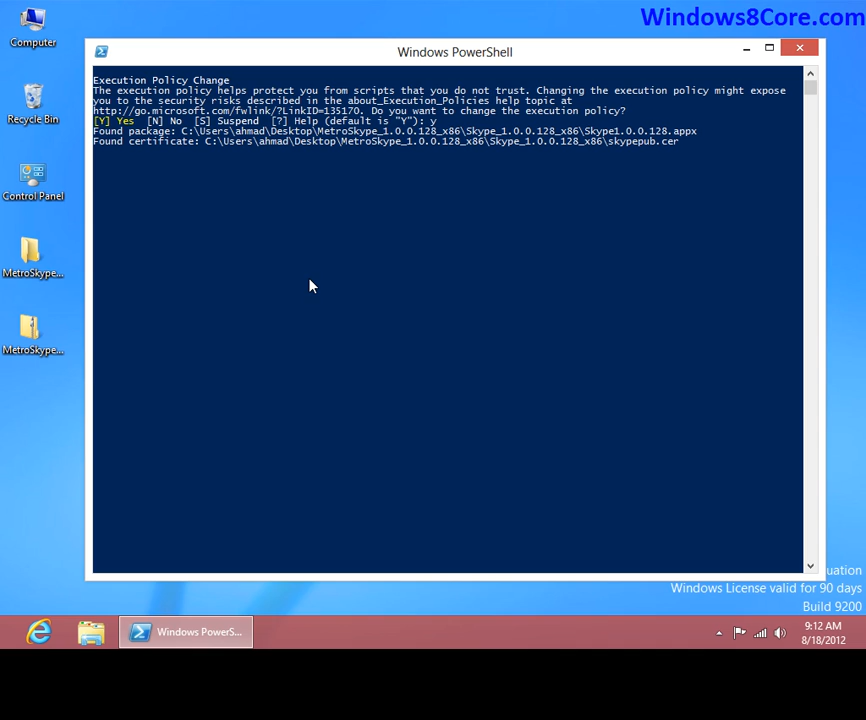 Windows8Core.com
Computer
Recycle Bin
Control Panel
MetroSkype...
MetroSkype...
Windows PowerShell
Execution Policy Change
The execution policy helps protect you from scripts that you do not trust. Changing the execution policy might expose
you to the security risks described in the about_Execution_Policies help topic at
http://go.microsoft.com/fwlink/?LinkID=135170. Do you want to change the execution policy?
[Y] Yes  [N] No  [S] Suspend  [?] Help (default is "Y"): y
Found package: C:\Users\ahmad\Desktop\MetroSkype_1.0.0.128_x86\Skype_1.0.0.128_x86\Skype1.0.0.128.appx
Found certificate: C:\Users\ahmad\Desktop\MetroSkype_1.0.0.128_x86\Skype_1.0.0.128_x86\skypepub.cer
uation
Windows License valid for 90 days
Build 9200
Windows PowerS...
9:12 AM
8/18/2012